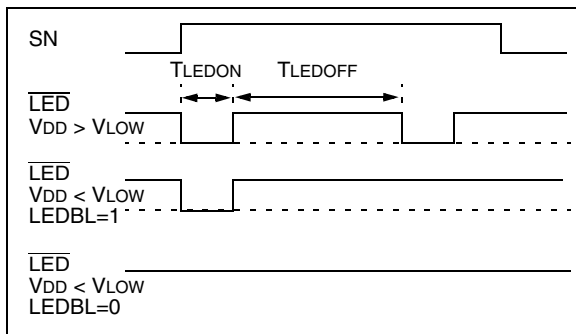 SN
TLEDON TLEDOFF
LED
VDD > VLOW
LED
VDD < VLOW
LEDBL=1
LED
VDD < VLOW
LEDBL=0